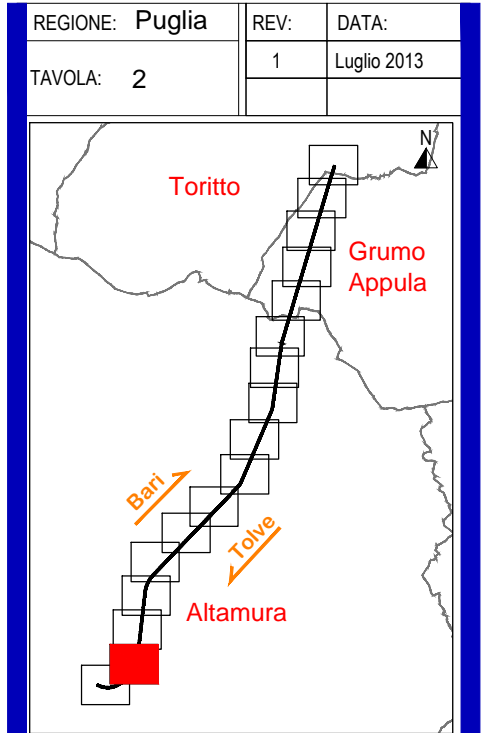 REGIONE: Puglia
REV: DATA:
1 Luglio 2013
TAVOLA: 2
N
Toritto
Grumo
Appula
Bari
Tolve
Altamura